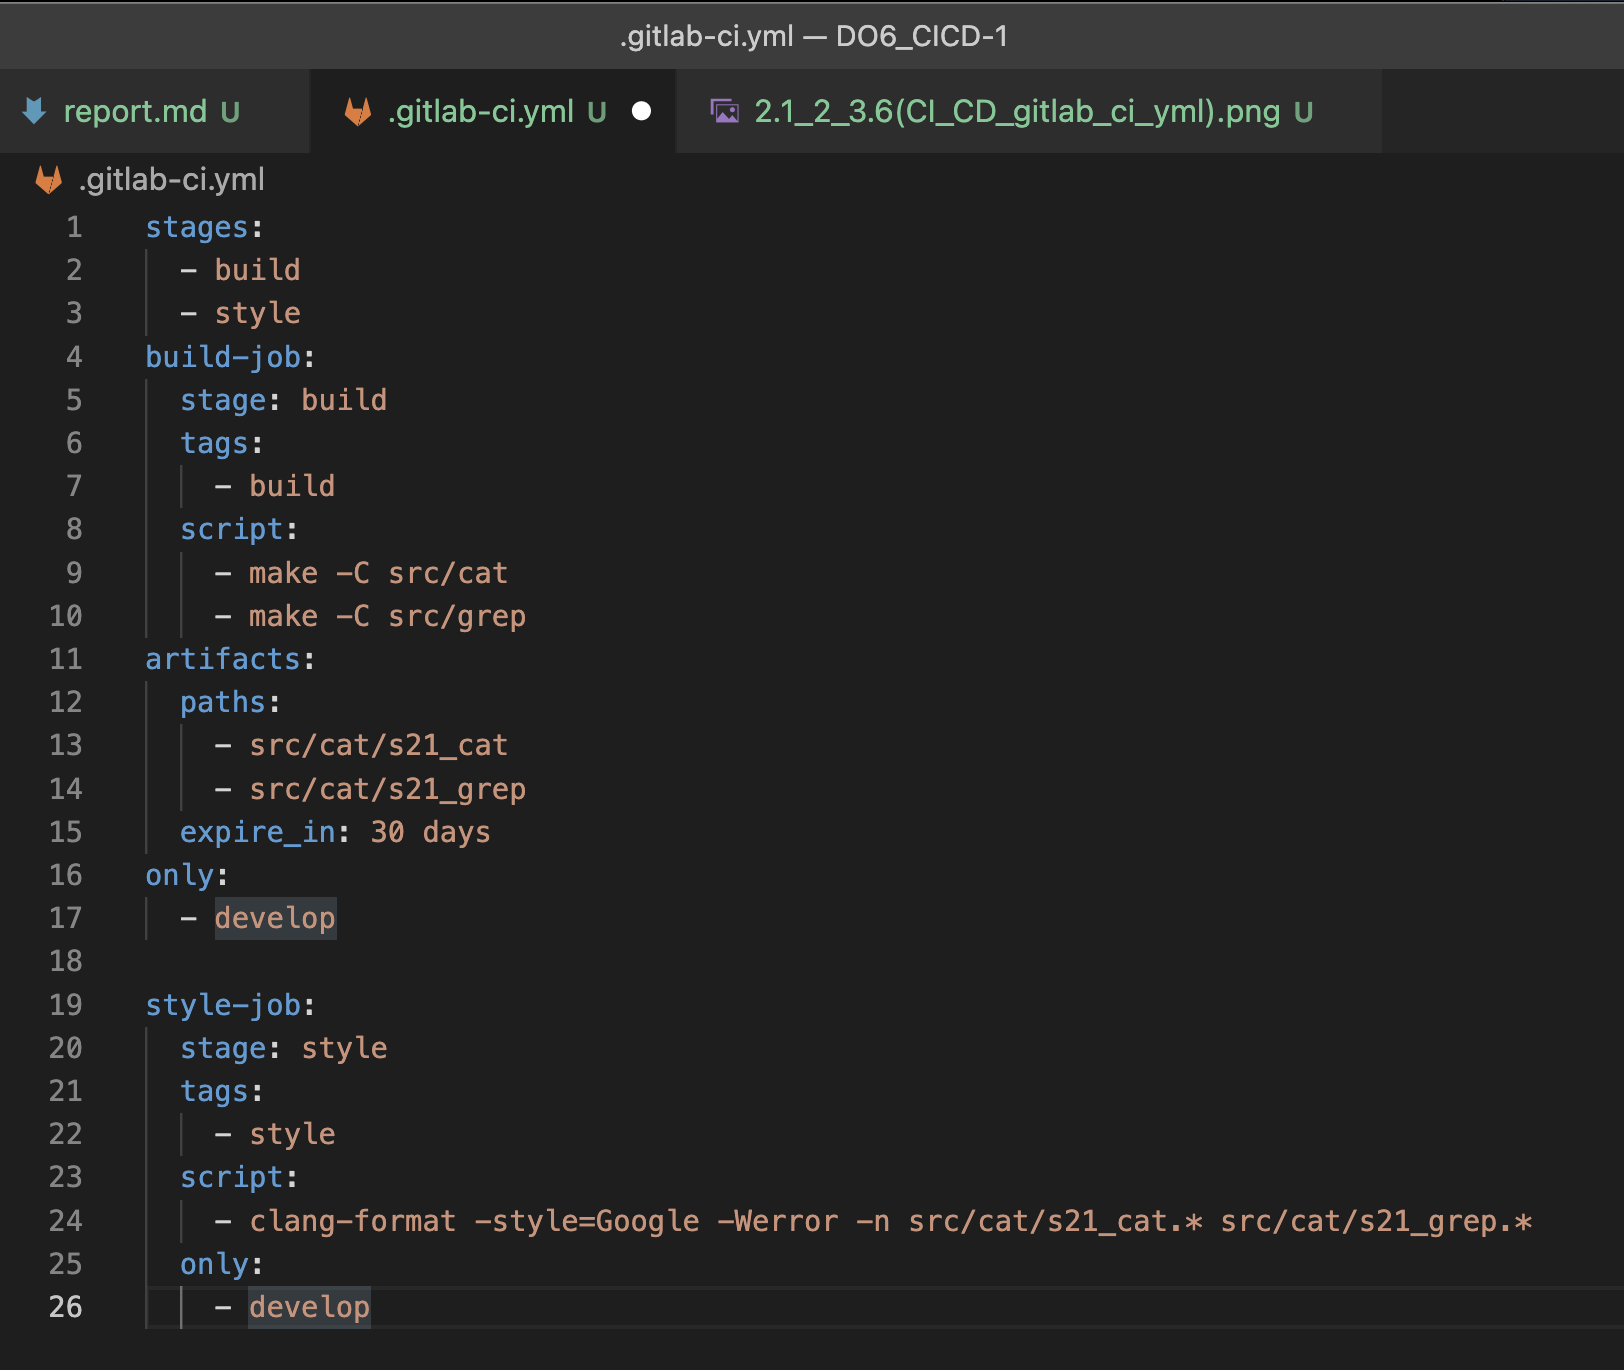 .gitlab-ci.yml — DO6_CICD-1
report.md U .gitlab-ci.yml U 2.1_2_3.6(CI_CD_gitlab_ci_yml).png U
.gitlab-ci.yml
1 stages:
2 - build
3 - style
4 build-job:
5 stage: build
6 tags:
7 - build
8 script:
9 - make -C src/cat
10 - make -C src/grep
11 artifacts:
12 paths:
13 - src/cat/s21_cat
14 - src/cat/s21_grep
15 expire_in: 30 days
16 only:
17 - develop
18
19 style-job:
20 stage: style
21 tags:
22 - style
23 script:
24 - clang-format -style=Google -Werror -n src/cat/s21_cat.* src/cat/s21_grep.*
25 only:
26 - develop